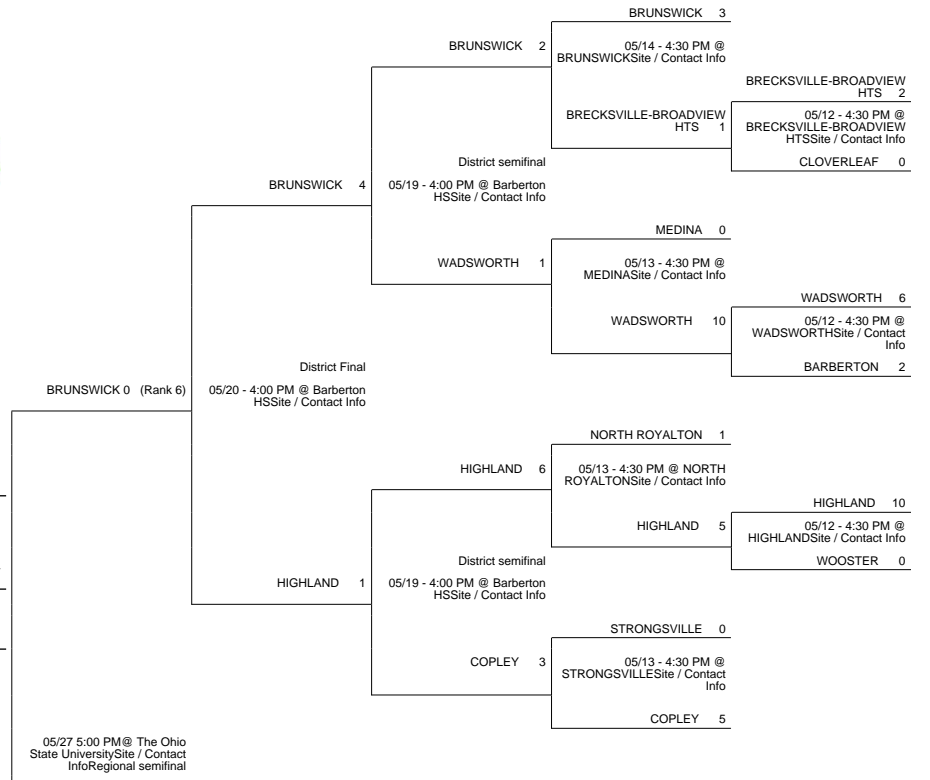 BRUNSWICK 3
BRUNSWICK 2
05/14 - 4:30 PM @
BRUNSWICKSite / Contact Info
BRECKSVILLE-BROADVIEW
HTS 2
BRECKSVILLE-BROADVIEW
HTS 1
05/12 - 4:30 PM @
BRECKSVILLE-BROADVIEW
HTSSite / Contact Info
CLOVERLEAF 0
District semifinal
BRUNSWICK 4
05/19 - 4:00 PM @ Barberton
HSSite / Contact Info
MEDINA 0
WADSWORTH 1
05/13 - 4:30 PM @
MEDINASite / Contact Info
WADSWORTH 6
WADSWORTH 10
05/12 - 4:30 PM @
WADSWORTHSite / Contact
Info
BARBERTON 2
District Final
BRUNSWICK 0 (Rank 6)
05/20 - 4:00 PM @ Barberton
HSSite / Contact Info
NORTH ROYALTON 1
HIGHLAND 6
05/13 - 4:30 PM @ NORTH
ROYALTONSite / Contact Info
HIGHLAND 10
HIGHLAND 5
05/12 - 4:30 PM @
HIGHLANDSite / Contact Info
WOOSTER 0
District semifinal
HIGHLAND 1
05/19 - 4:00 PM @ Barberton
HSSite / Contact Info
STRONGSVILLE 0
COPLEY 3
05/13 - 4:30 PM @
STRONGSVILLESite / Contact
Info
COPLEY 5
05/27 5:00 PM@ The Ohio
State UniversitySite / Contact
InfoRegional semifinal